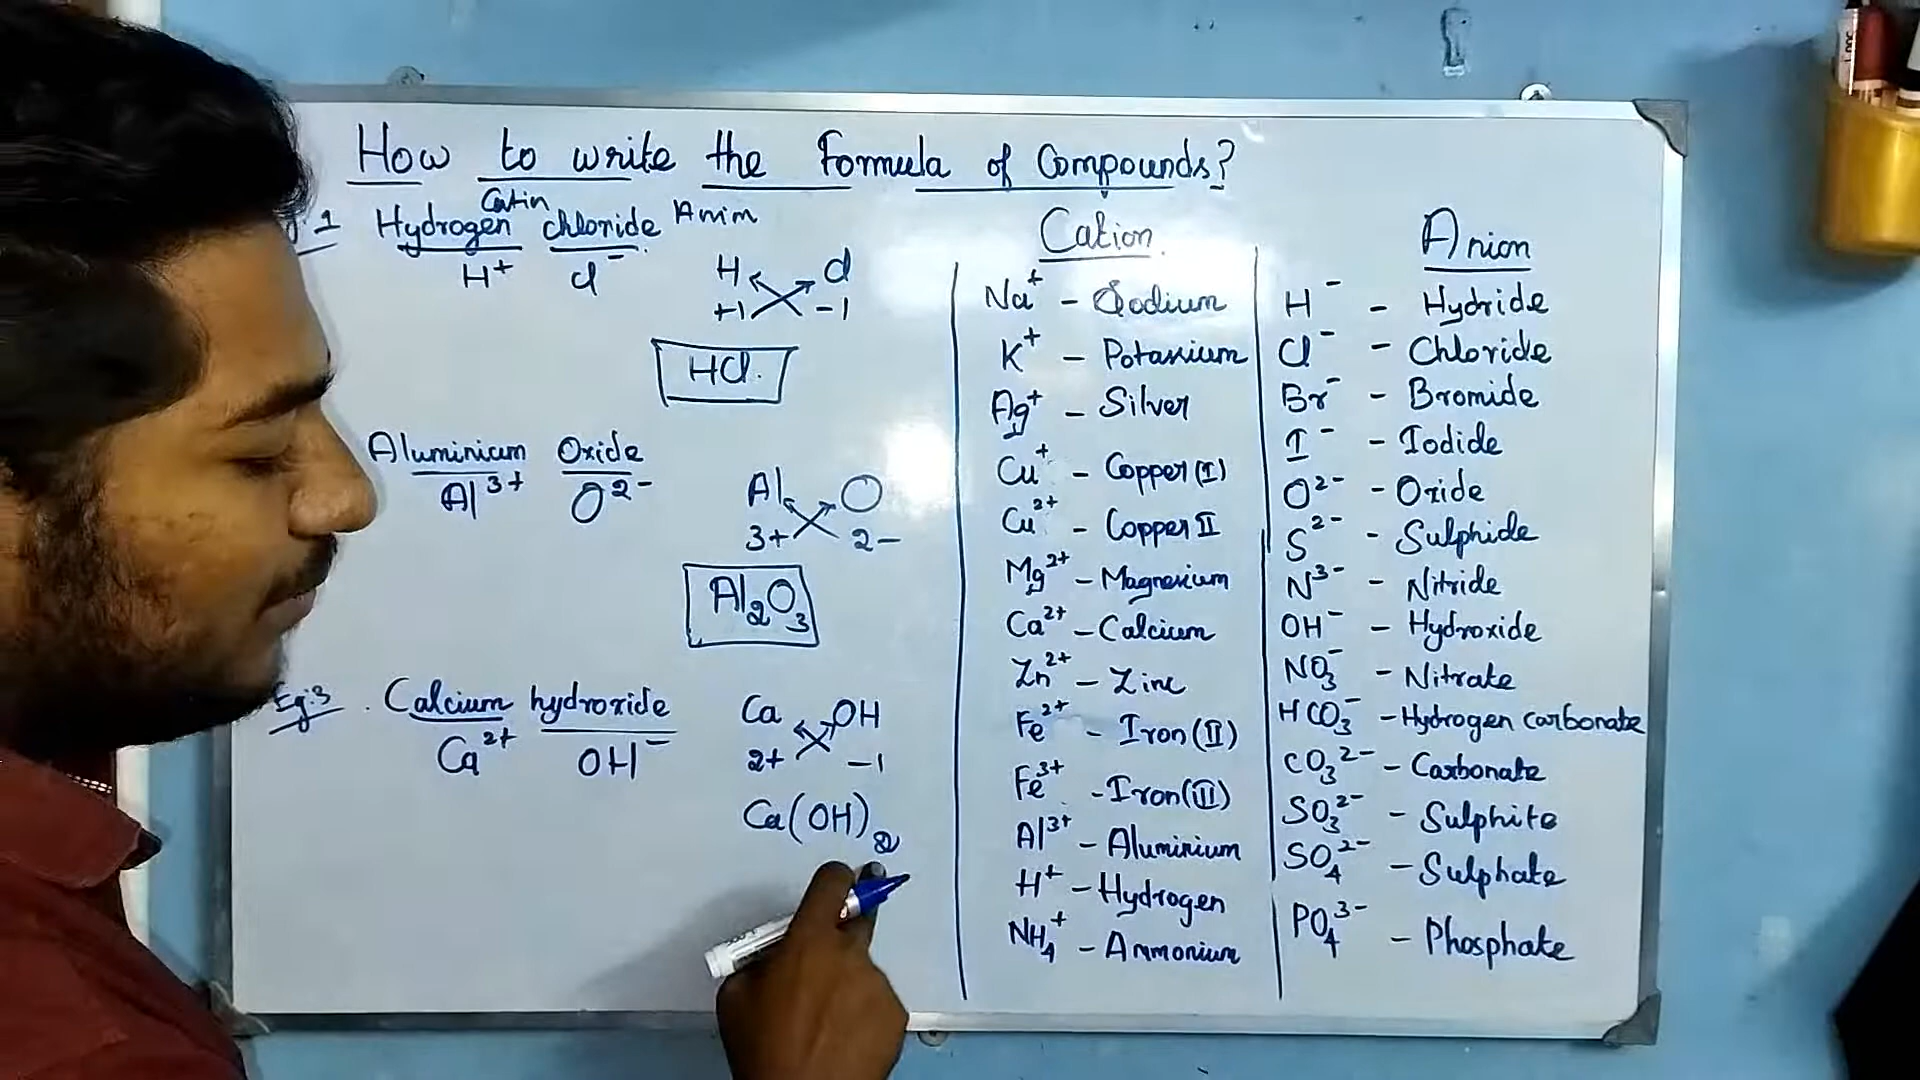 How to write the Formula of Compounds?
Catin
g:1 Hydrogen chloride Anim
H⁺ Cl⁻
H Cl
+1 -1
HCl.
Aluminium Oxide
Al³⁺ O²⁻
Al O
3+ 2-
Al₂O₃
Eg:3. Calcium hydroxide
Ca²⁺ OH⁻
Ca OH
2+ -1
Ca(OH)₂
Cation
Na⁺ - Sodium
K⁺ - Potassium
Ag⁺ - Silver
Cu⁺ - Copper(I)
Cu²⁺ - Copper II
Mg²⁺ - Magnesium
Ca²⁺ - Calcium
Zn²⁺ - Zinc
Fe²⁺ - Iron(II)
Fe³⁺ - Iron(III)
Al³⁺ - Aluminium
H⁺ - Hydrogen
NH₄⁺ - Ammonium
Anion
H⁻ - Hydride
Cl⁻ - Chloride
Br⁻ - Bromide
I⁻ - Iodide
O²⁻ - Oxide
S²⁻ - Sulphide
N³⁻ - Nitride
OH⁻ - Hydroxide
NO₃⁻ - Nitrate
HCO₃⁻ - Hydrogen carbonate
CO₃²⁻ - Carbonate
SO₃²⁻ - Sulphite
SO₄²⁻ - Sulphate
PO₄³⁻ - Phosphate